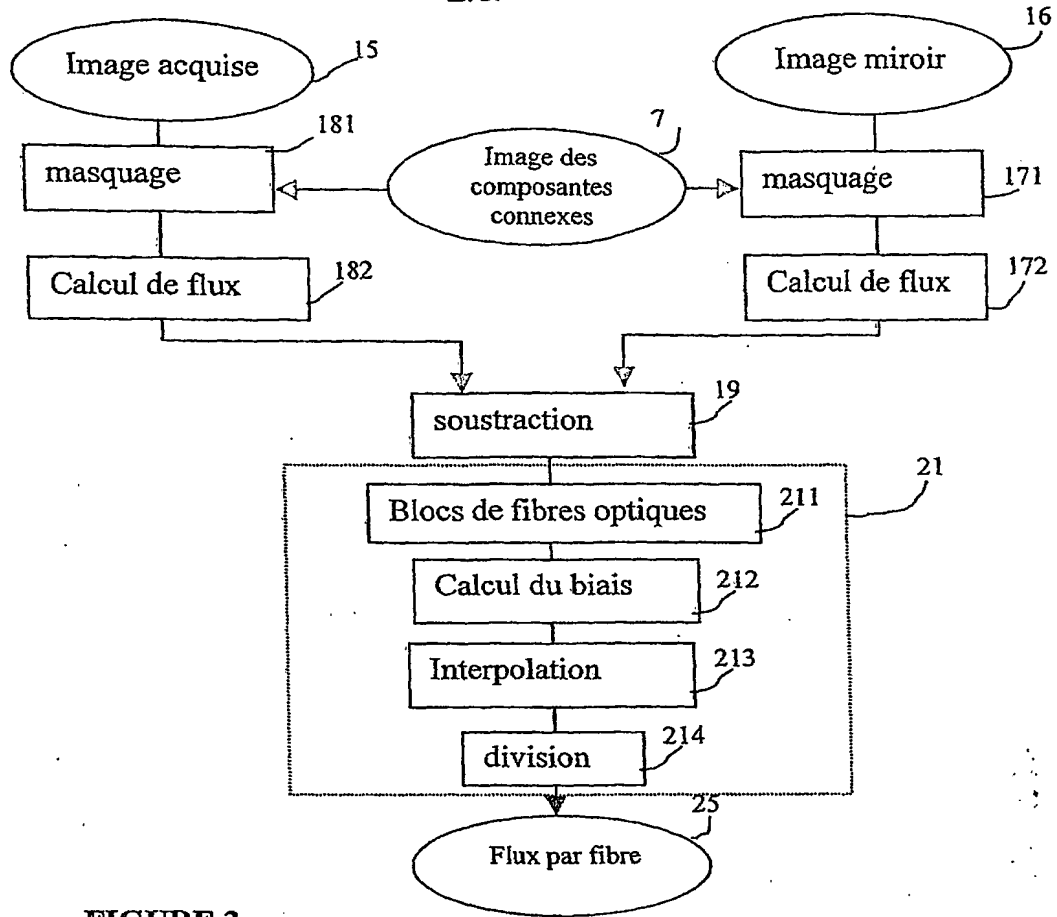 Image acquise
15
Image miroir
16
181
masquage
7
Image des
composantes
connexes
masquage
171
Calcul de flux
182
Calcul de flux
172
soustraction
19
21
Blocs de fibres optiques
211
Calcul du biais
212
Interpolation
213
division
214
25
Flux par fibre